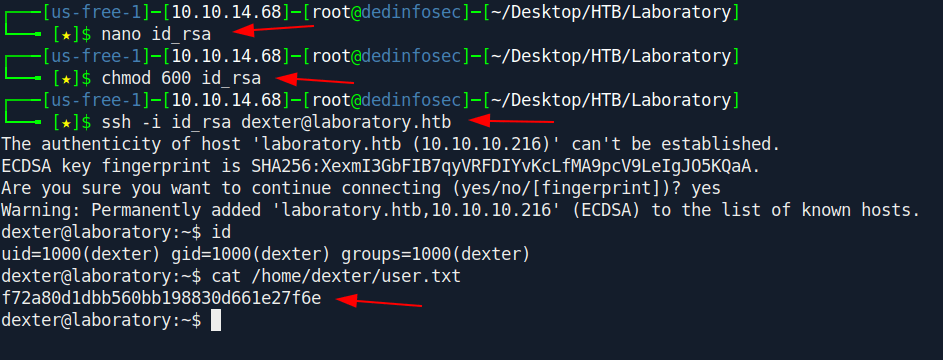 ┌──[us-free-1]─[10.10.14.68]─[root@dedinfosec]─[~/Desktop/HTB/Laboratory]
└──╼ [★]$ nano id_rsa
┌──[us-free-1]─[10.10.14.68]─[root@dedinfosec]─[~/Desktop/HTB/Laboratory]
└──╼ [★]$ chmod 600 id_rsa
┌──[us-free-1]─[10.10.14.68]─[root@dedinfosec]─[~/Desktop/HTB/Laboratory]
└──╼ [★]$ ssh -i id_rsa dexter@laboratory.htb
The authenticity of host 'laboratory.htb (10.10.10.216)' can't be established.
ECDSA key fingerprint is SHA256:XexmI3GbFIB7qyVRFDIYvKcLfMA9pcV9LeIgJO5KQaA.
Are you sure you want to continue connecting (yes/no/[fingerprint])? yes
Warning: Permanently added 'laboratory.htb,10.10.10.216' (ECDSA) to the list of known hosts.
dexter@laboratory:~$ id
uid=1000(dexter) gid=1000(dexter) groups=1000(dexter)
dexter@laboratory:~$ cat /home/dexter/user.txt
f72a80d1dbb560bb198830d661e27f6e
dexter@laboratory:~$